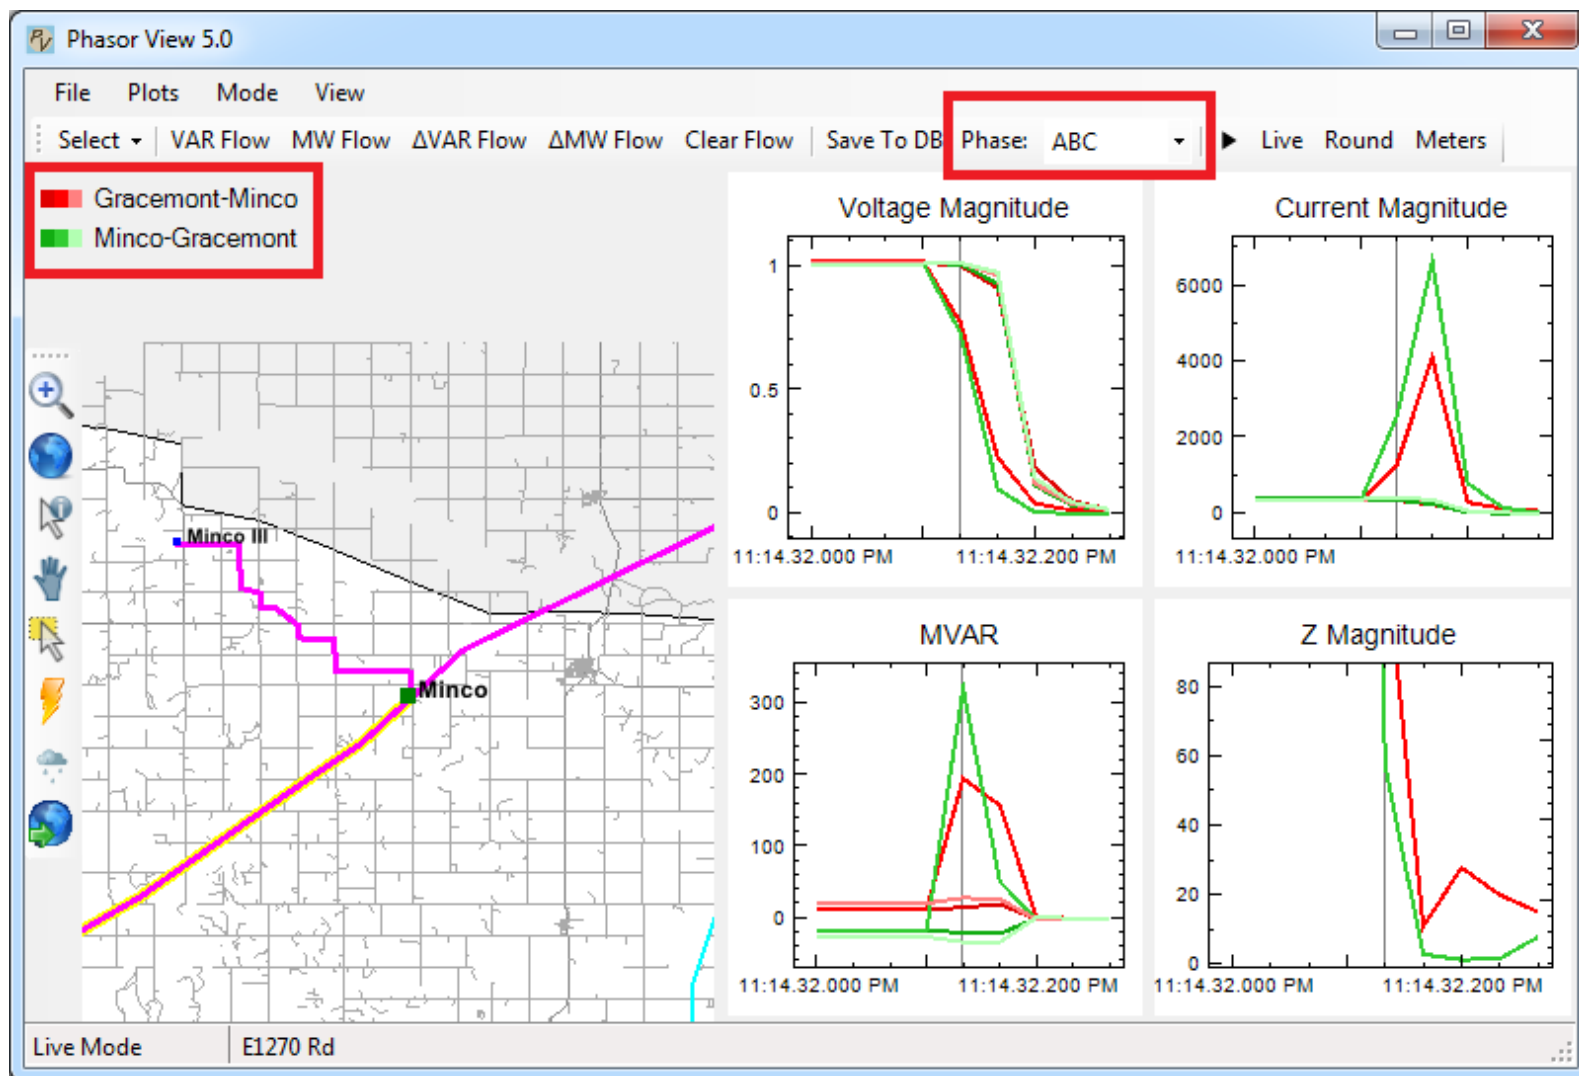 Phasor View 5.0
File Plots Mode View
Select VAR Flow MW Flow ΔVAR Flow ΔMW Flow Clear Flow Save To DB Phase: ABC Live Round Meters
Gracemont-Minco
Minco-Gracemont
Minco III
Minco
Voltage Magnitude
1
0.5
0
11:14.32.000 PM 11:14.32.200 PM
Current Magnitude
6000
4000
2000
0
11:14.32.000 PM
MVAR
300
200
100
0
11:14.32.000 PM 11:14.32.200 PM
Z Magnitude
80
60
40
20
0
11:14.32.000 PM 11:14.32.200 PM
Live Mode E1270 Rd